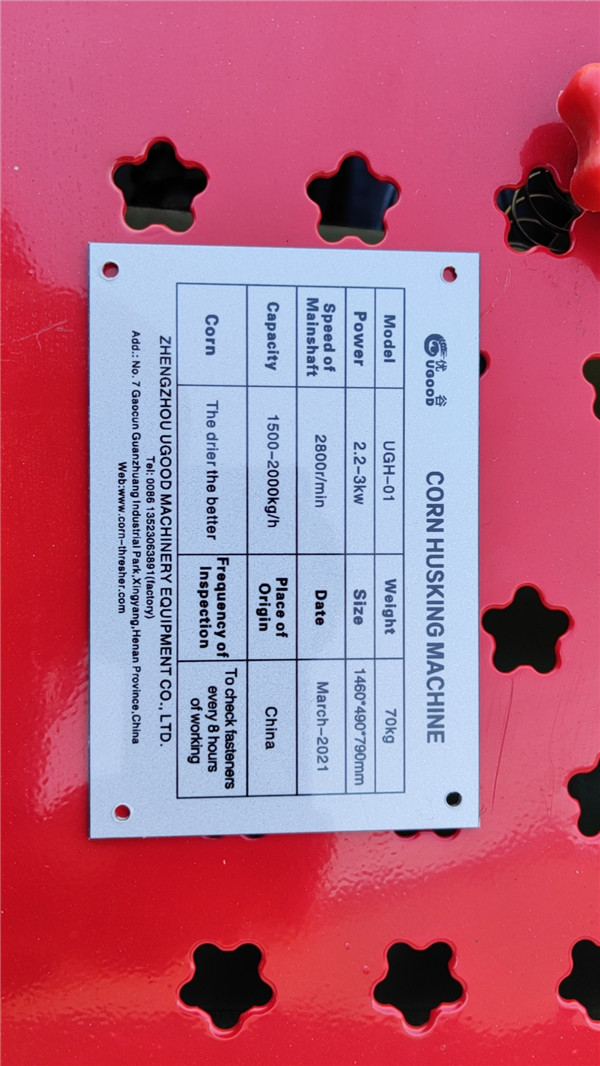 优谷
UGOOD
CORN HUSKING MACHINE
Model UGH-01 Weight 70kg
Power 2.2-3kw Size 1460*490*790mm
Speed of
Mainshaft 2800r/min Date March-2021
Capacity 1500-2000kg/h Place of
Origin China
Corn The drier the better Frequency of
Inspection To check fasteners
every 8 hours
of working
ZHENGZHOU UGOOD MACHINERY EQUIPMENT CO., LTD.
Tel: 0086 13523063891(factory)
Add.: No. 7 Gaocun Guanzhuang Industrial Park,Xingyang,Henan Province,China
Web:www.corn-thresher.com